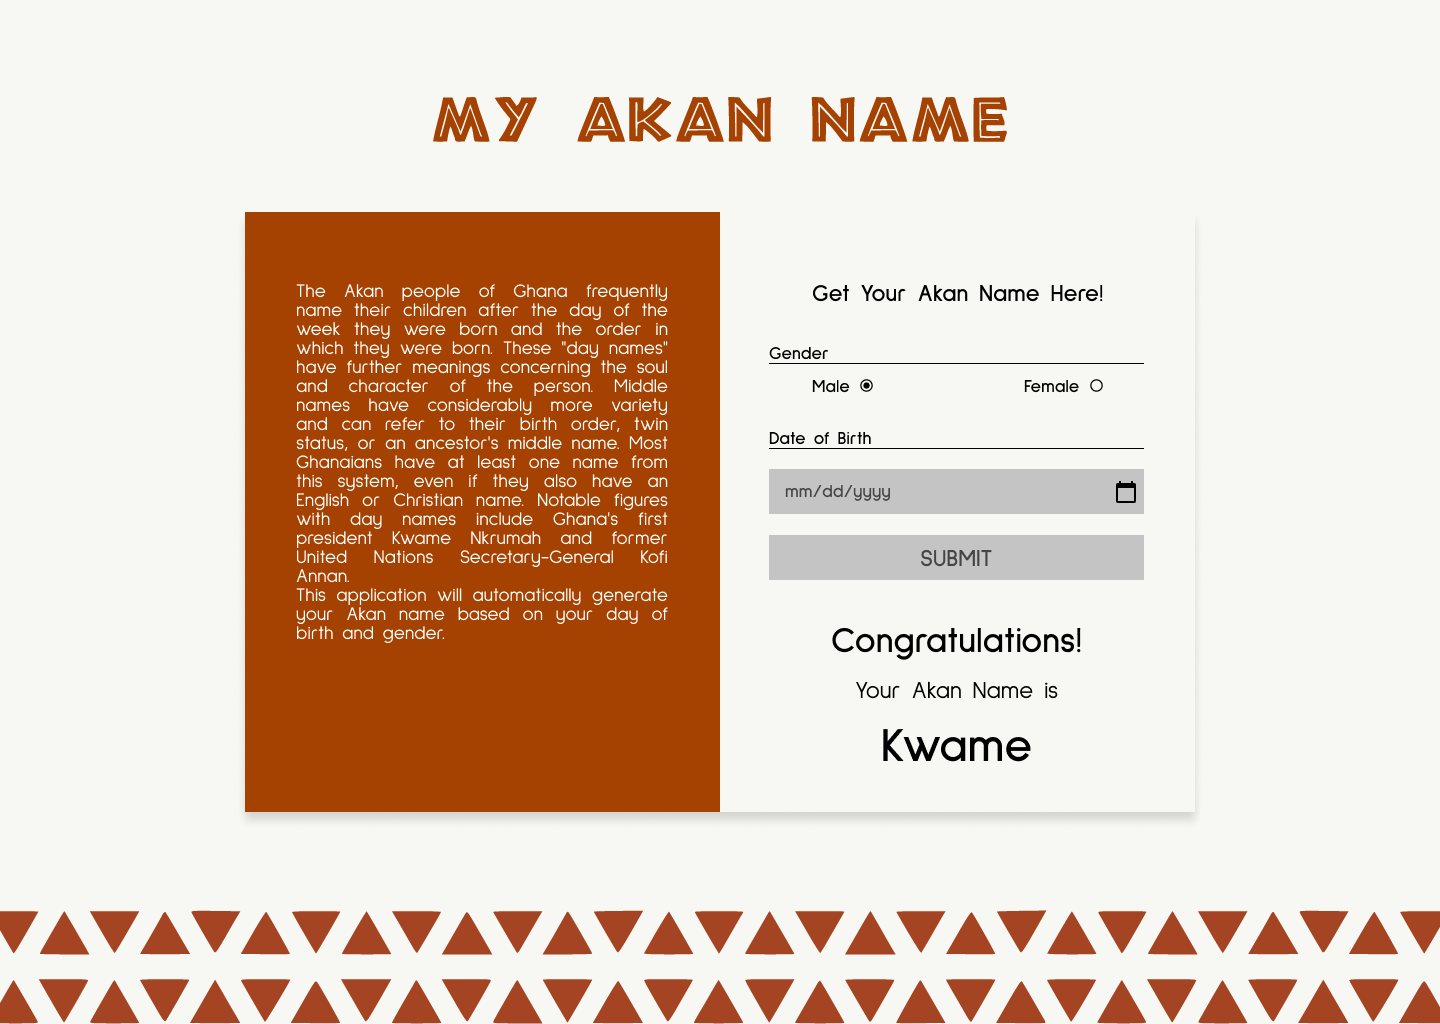 MY AKAN NAME
The Akan people of Ghana frequently
name their children after the day of the
week they were born and the order in
which they were born. These "day names"
have further meanings concerning the soul
and character of the person. Middle
names have considerably more variety
and can refer to their birth order, twin
status, or an ancestor's middle name. Most
Ghanaians have at least one name from
this system, even if they also have an
English or Christian name. Notable figures
with day names include Ghana's first
president Kwame Nkrumah and former
United Nations Secretary-General Kofi
Annan.
This application will automatically generate
your Akan name based on your day of
birth and gender.
Get Your Akan Name Here!
Gender
Male Female
Date of Birth
mm/dd/yyyy
SUBMIT
Congratulations!
Your Akan Name is
Kwame